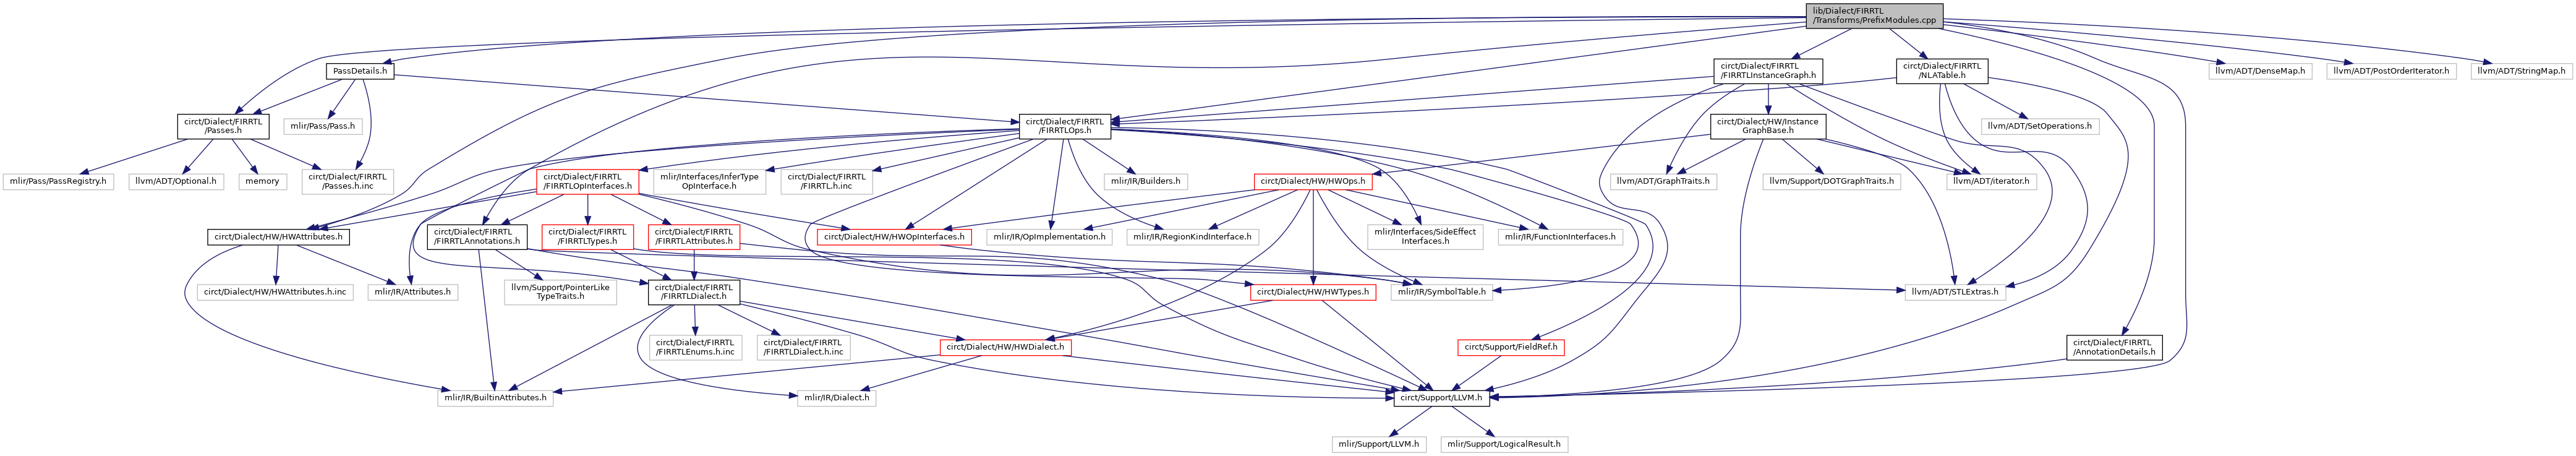 lib/Dialect/FIRRTL
/Transforms/PrefixModules.cpp
PassDetails.h
circt/Dialect/FIRRTL
/FIRRTLInstanceGraph.h
circt/Dialect/FIRRTL
/NLATable.h
llvm/ADT/DenseMap.h
llvm/ADT/PostOrderIterator.h
llvm/ADT/StringMap.h
circt/Dialect/FIRRTL
/Passes.h
mlir/Pass/Pass.h
circt/Dialect/FIRRTL
/FIRRTLOps.h
circt/Dialect/HW/Instance
GraphBase.h
llvm/ADT/SetOperations.h
mlir/Pass/PassRegistry.h
llvm/ADT/Optional.h
memory
circt/Dialect/FIRRTL
/Passes.h.inc
circt/Dialect/FIRRTL
/FIRRTLOpInterfaces.h
mlir/Interfaces/InferType
OpInterface.h
circt/Dialect/FIRRTL
/FIRRTL.h.inc
mlir/IR/Builders.h
circt/Dialect/HW/HWOps.h
llvm/ADT/GraphTraits.h
llvm/Support/DOTGraphTraits.h
llvm/ADT/iterator.h
circt/Dialect/HW/HWAttributes.h
circt/Dialect/FIRRTL
/FIRRTLAnnotations.h
circt/Dialect/FIRRTL
/FIRRTLTypes.h
circt/Dialect/FIRRTL
/FIRRTLAttributes.h
circt/Dialect/HW/HWOpInterfaces.h
mlir/IR/OpImplementation.h
mlir/IR/RegionKindInterface.h
mlir/Interfaces/SideEffect
Interfaces.h
mlir/IR/FunctionInterfaces.h
circt/Dialect/HW/HWAttributes.h.inc
mlir/IR/Attributes.h
llvm/Support/PointerLike
TypeTraits.h
circt/Dialect/FIRRTL
/FIRRTLDialect.h
circt/Dialect/HW/HWTypes.h
mlir/IR/SymbolTable.h
llvm/ADT/STLExtras.h
circt/Dialect/FIRRTL
/FIRRTLEnums.h.inc
circt/Dialect/FIRRTL
/FIRRTLDialect.h.inc
circt/Dialect/HW/HWDialect.h
circt/Support/FieldRef.h
circt/Dialect/FIRRTL
/AnnotationDetails.h
mlir/IR/BuiltinAttributes.h
mlir/IR/Dialect.h
circt/Support/LLVM.h
mlir/Support/LLVM.h
mlir/Support/LogicalResult.h